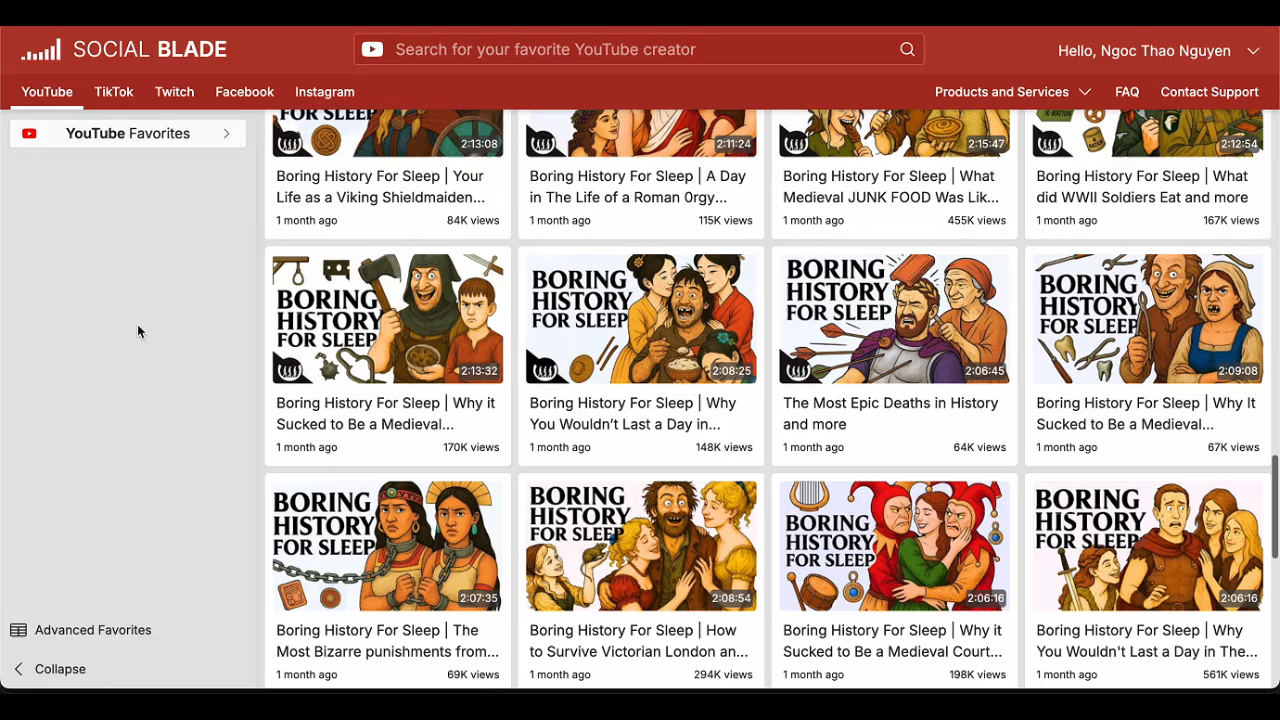 SOCIAL BLADE
Search for your favorite YouTube creator
Hello, Ngoc Thao Nguyen
YouTube
TikTok
Twitch
Facebook
Instagram
Products and Services
FAQ
Contact Support
YouTube Favorites
FOR SLEEP
2:13:08
2:11:24
2:15:47
2:12:54
Boring History For Sleep | Your
Life as a Viking Shieldmaiden...
1 month ago
84K views
Boring History For Sleep | A Day
in The Life of a Roman 0rgy...
1 month ago
115K views
Boring History For Sleep | What
Medieval JUNK FOOD Was Lik...
1 month ago
455K views
Boring History For Sleep | What
did WWII Soldiers Eat and more
1 month ago
167K views
BORING
HISTORY
FOR SLEEP
2:13:32
Boring History For Sleep | Why it
Sucked to Be a Medieval...
1 month ago
170K views
BORING
HISTORY
FOR SLEEP
2:08:25
Boring History For Sleep | Why
You Wouldn’t Last a Day in...
1 month ago
148K views
BORING
HISTORY
FOR SLEEP
2:06:45
The Most Epic Deaths in History
and more
1 month ago
64K views
BORING
HISTORY
FOR SLEEP
2:09:08
Boring History For Sleep | Why It
Sucked to Be a Medieval...
1 month ago
67K views
BORING
HISTORY
FOR SLEEP
2:07:35
Boring History For Sleep | The
Most Bizarre punishments from...
1 month ago
69K views
BORING
HISTORY
FOR SLEEP
2:08:54
Boring History For Sleep | How
to Survive Victorian London an...
1 month ago
294K views
BORING
HISTORY
FOR SLEEP
2:06:16
Boring History For Sleep | Why it
Sucked to Be a Medieval Court...
1 month ago
198K views
BORING
HISTORY
FOR SLEEP
2:06:16
Boring History For Sleep | Why
You Wouldn't Last a Day in The...
1 month ago
561K views
Advanced Favorites
Collapse